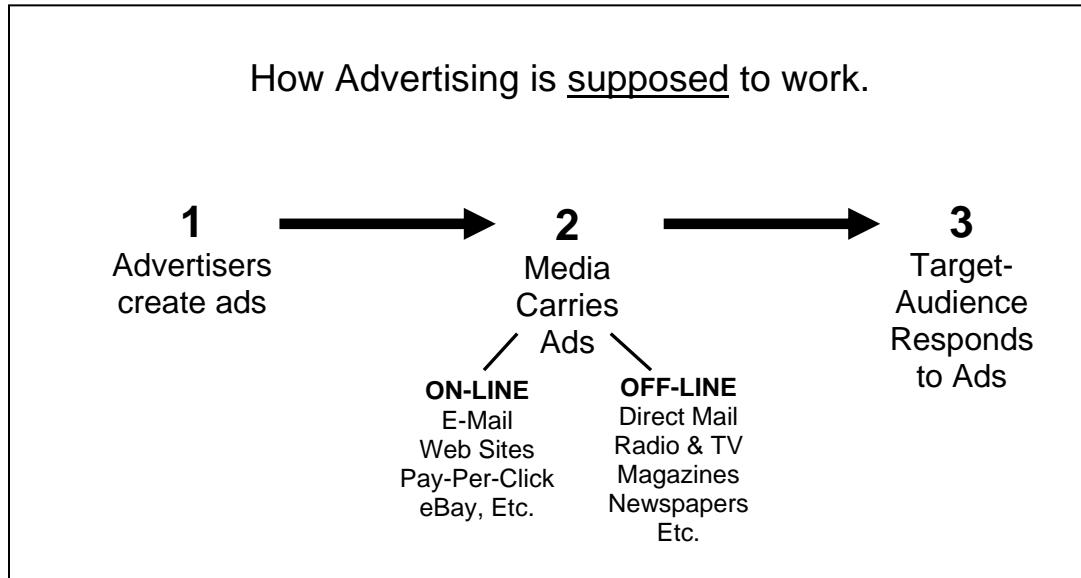 How Advertising is supposed to work.
1
Advertisers
create ads
2
Media
Carries
Ads
ON-LINE
E-Mail
Web Sites
Pay-Per-Click
eBay, Etc.
OFF-LINE
Direct Mail
Radio & TV
Magazines
Newspapers
Etc.
3
Target-
Audience
Responds
to Ads